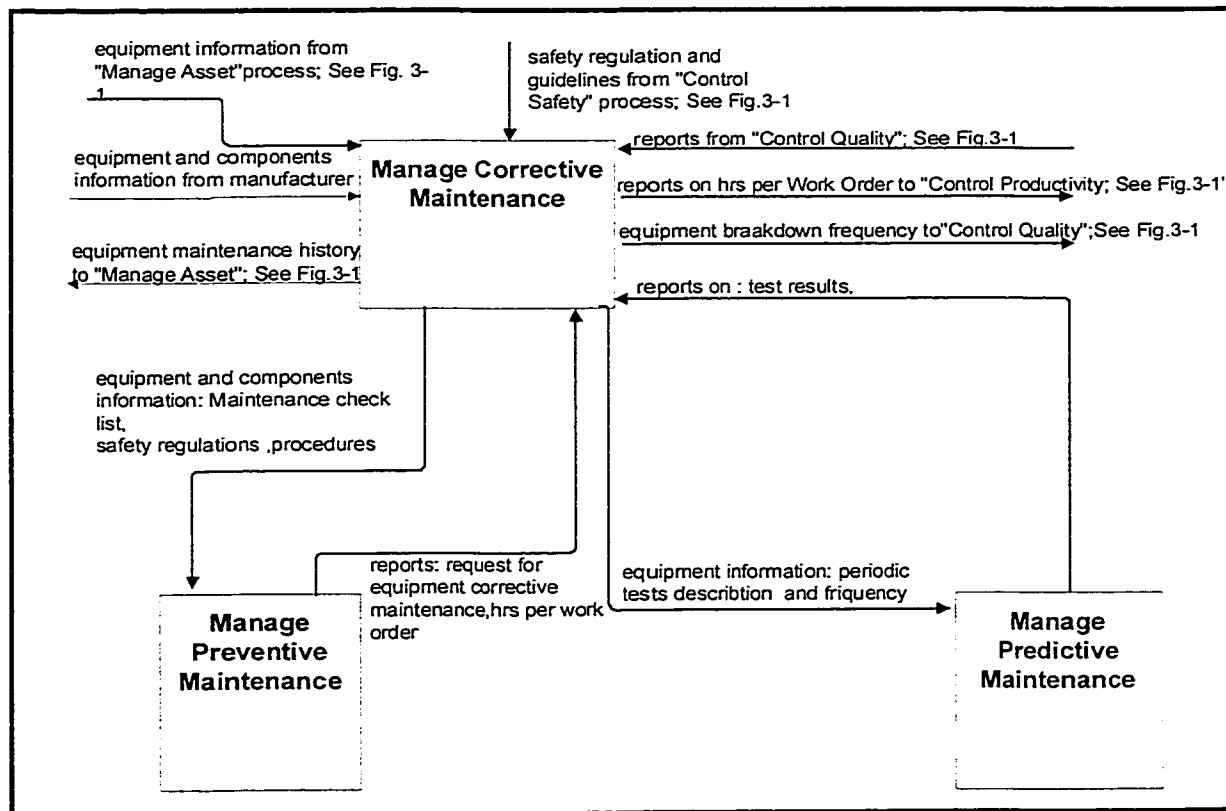 equipment information from
"Manage Asset"process; See Fig. 3-
1
safety regulation and
guidelines from "Control
Safety" process; See Fig.3-1
equipment and components
information from manufacturer
Manage Corrective
Maintenance
reports from "Control Quality"; See Fig.3-1
reports on hrs per Work Order to "Control Productivity; See Fig.3-1"
equipment braakdown frequency to"Control Quality";See Fig.3-1
equipment maintenance history
to "Manage Asset"; See Fig.3-1
reports on : test results,
equipment and components
information: Maintenance check
list,
safety regulations ,procedures
reports: request for
equipment corrective
maintenance,hrs per work
order
equipment information: periodic
tests describtion and friquency
Manage
Preventive
Maintenance
Manage
Predictive
Maintenance